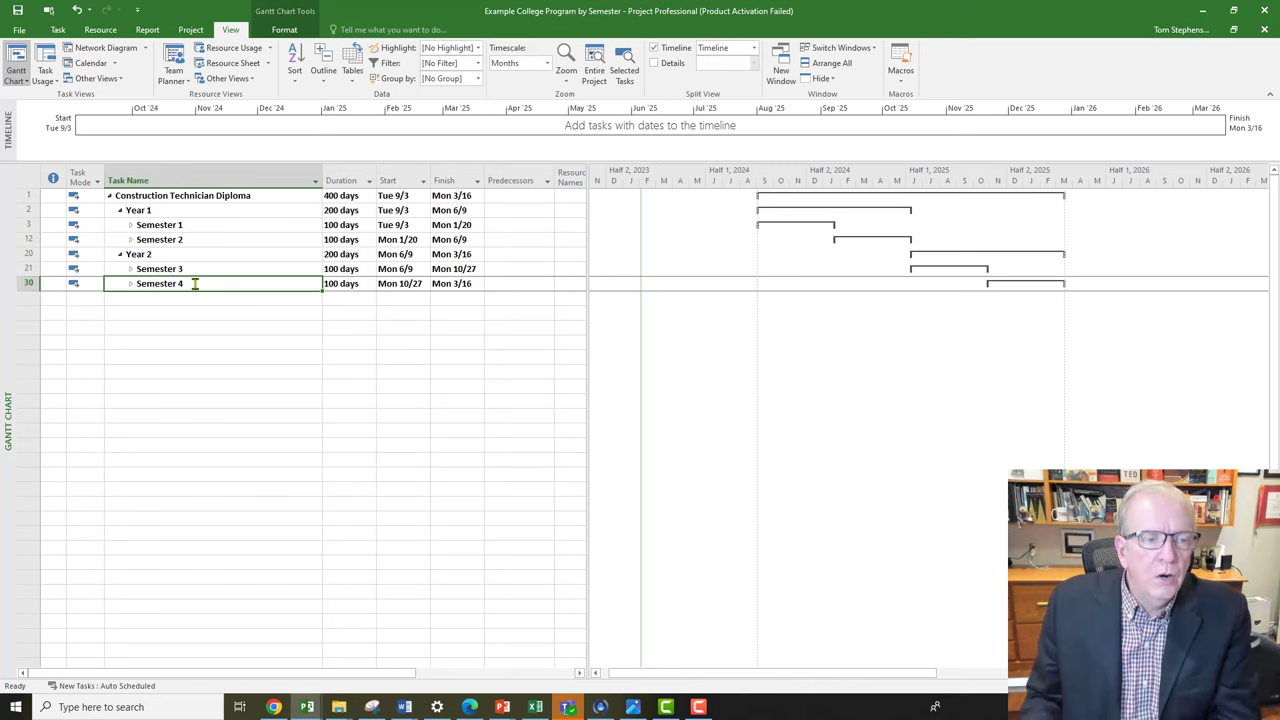 Gantt Chart Tools
Example College Program by Semester - Project Professional (Product Activation Failed)
File Task Resource Report Project View Format Tell me what you want to do... Tom Stephens...
Gantt Chart
Task Usage
Network Diagram
Calendar
Other Views
Task Views
Team Planner
Resource Usage
Resource Sheet
Other Views
Resource Views
Sort
Outline
Tables
Highlight: [No Highlight]
Filter: [No Filter]
Group by: [No Group]
Data
Timescale:
Months
Zoom
Entire Project
Selected Tasks
Zoom
Timeline Timeline
Details
Split View
New Window
Switch Windows
Arrange All
Hide
Window
Macros
Macros
TIMELINE
Oct '24 Nov '24 Dec '24 Jan '25 Feb '25 Mar '25 Apr '25 May '25 Jun '25 Jul '25 Aug '25 Sep '25 Oct '25 Nov '25 Dec '25 Jan '26 Feb '26 Mar '26
Start
Tue 9/3
Add tasks with dates to the timeline
Finish
Mon 3/16
Task Mode Task Name Duration Start Finish Predecessors Resourc Names
Half 2, 2023 Half 1, 2024 Half 2, 2024 Half 1, 2025 Half 2, 2025 Half 1, 2026 Half 2, 2026
N D J F M A M J J A S O N D J F M A M J J A S O N D J F M A M J J A S O N D J F M
1 Construction Technician Diploma 400 days Tue 9/3 Mon 3/16
2 Year 1 200 days Tue 9/3 Mon 6/9
3 Semester 1 100 days Tue 9/3 Mon 1/20
12 Semester 2 100 days Mon 1/20 Mon 6/9
20 Year 2 200 days Mon 6/9 Mon 3/16
21 Semester 3 100 days Mon 6/9 Mon 10/27
30 Semester 4 100 days Mon 10/27 Mon 3/16
GANTT CHART
TED
Ready New Tasks : Auto Scheduled
Type here to search